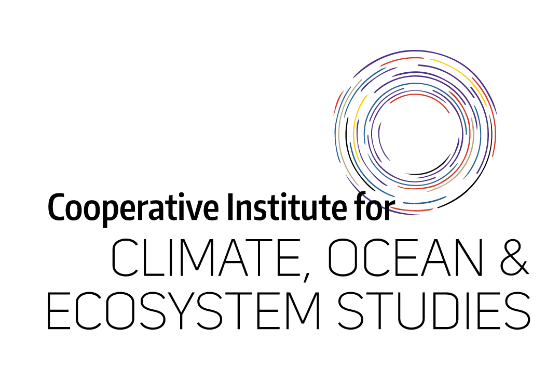 Cooperative Institute for
CLIMATE, OCEAN &
ECOSYSTEM STUDIES